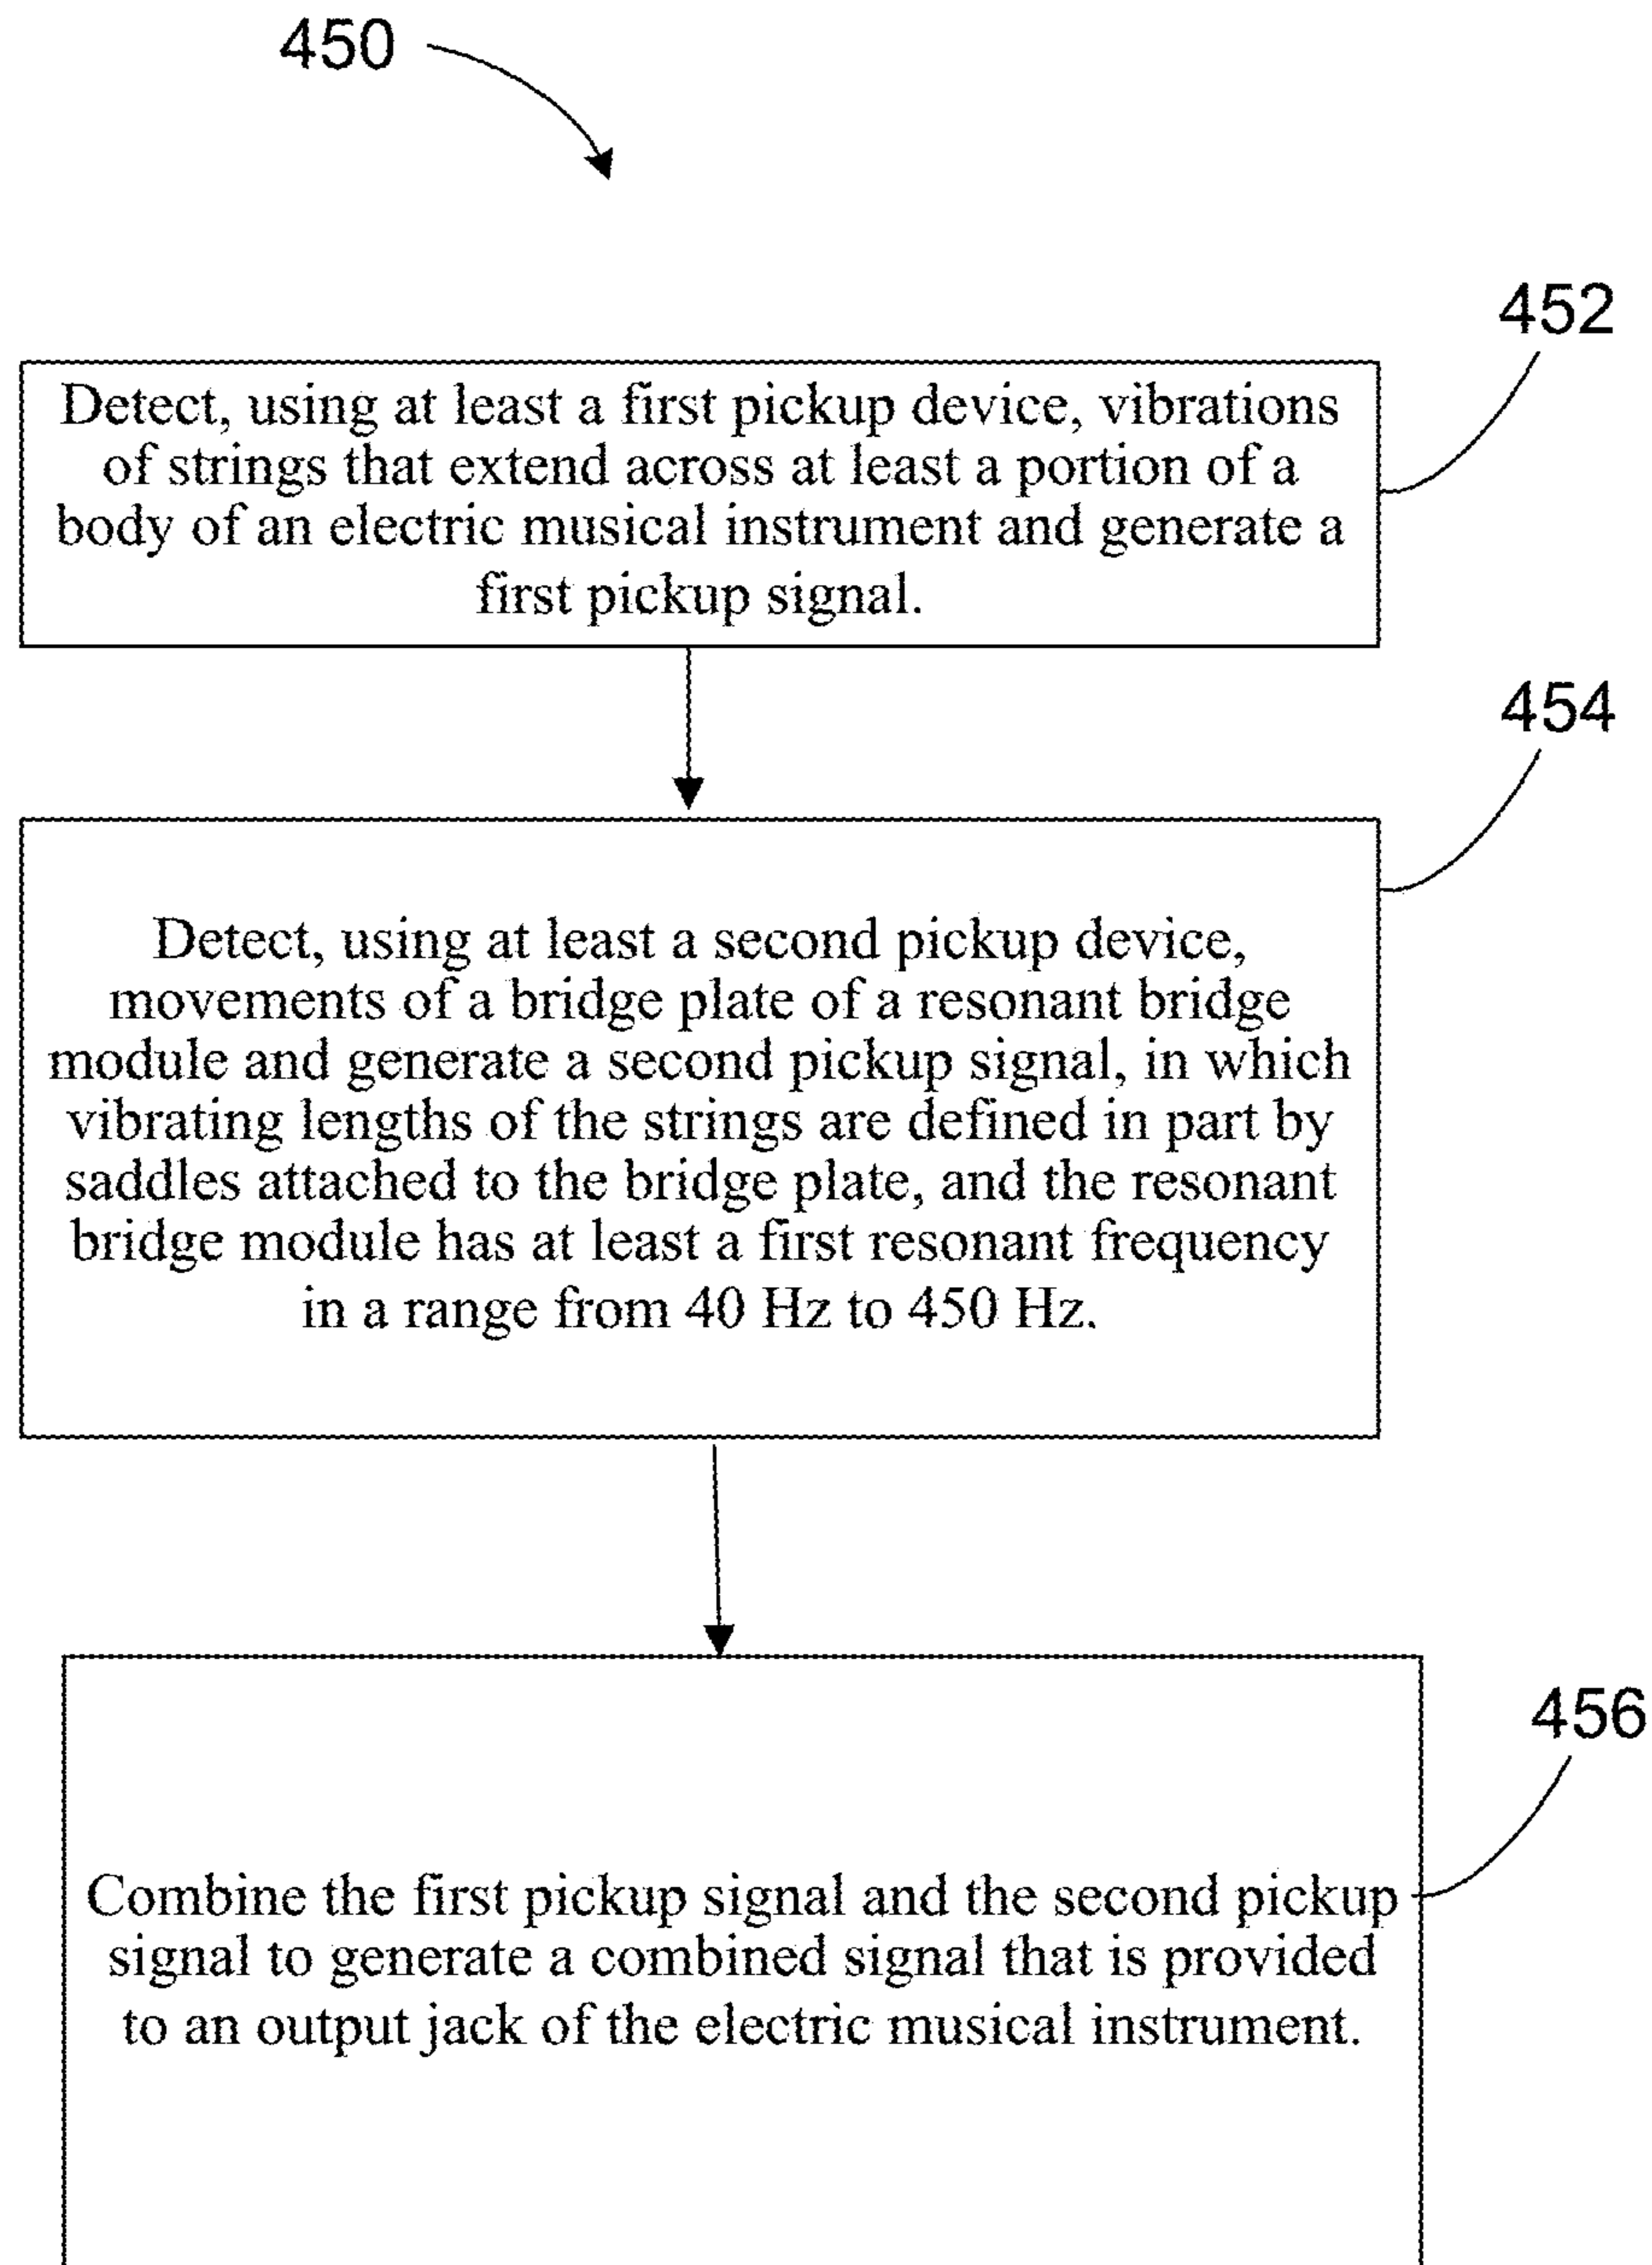 450
452
Detect, using at least a first pickup device, vibrations
of strings that extend across at least a portion of a
body of an electric musical instrument and generate a
first pickup signal.
454
Detect, using at least a second pickup device,
movements of a bridge plate of a resonant bridge
module and generate a second pickup signal, in which
vibrating lengths of the strings are defined in part by
saddles attached to the bridge plate, and the resonant
bridge module has at least a first resonant frequency
in a range from 40 Hz to 450 Hz.
456
Combine the first pickup signal and the second pickup
signal to generate a combined signal that is provided
to an output jack of the electric musical instrument.